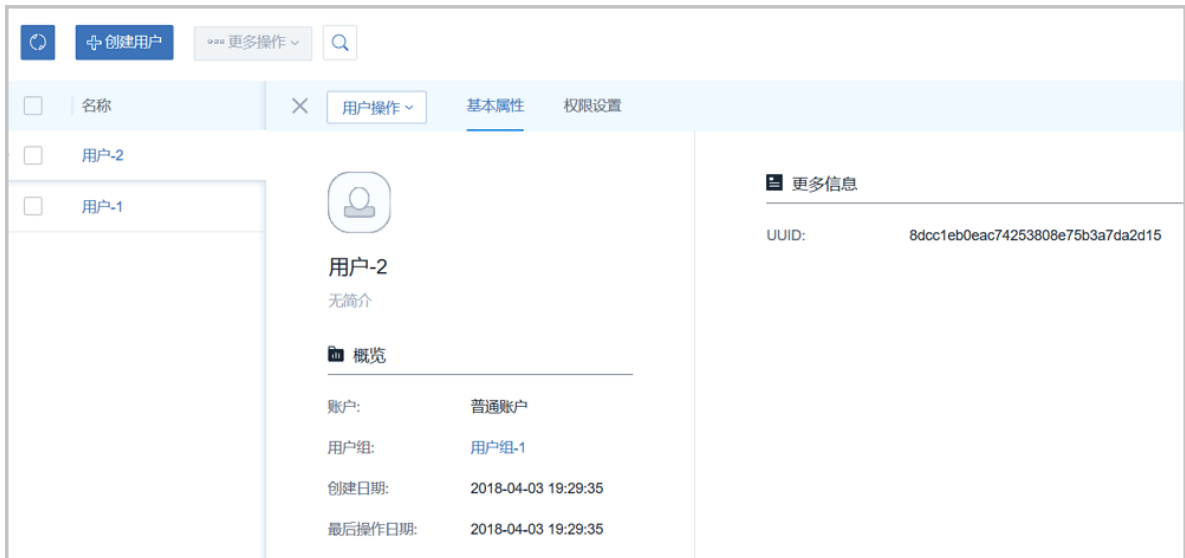 创建用户 更多操作
名称 用户操作 基本属性 权限设置
用户-2
用户-1
用户-2
无简介
概览
账户: 普通账户
用户组: 用户组-1
创建日期: 2018-04-03 19:29:35
最后操作日期: 2018-04-03 19:29:35
更多信息
UUID: 8dcc1eb0eac74253808e75b3a7da2d15